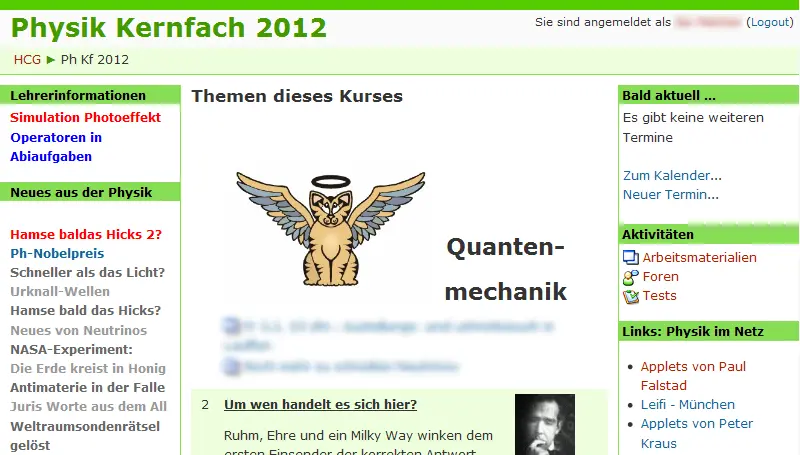 Physik Kernfach 2012
Sie sind angemeldet als (Logout)
HCG ► Ph Kf 2012
Lehrerinformationen
Simulation Photoeffekt
Operatoren in
Abiaufgaben
Neues aus der Physik
Hamse baldas Hicks 2?
Ph-Nobelpreis
Schneller als das Licht?
Urknall-Wellen
Hamse bald das Hicks?
Neues von Neutrinos
NASA-Experiment:
Die Erde kreist in Honig
Antimaterie in der Falle
Juris Worte aus dem All
Weltraumsondenrätsel
gelöst
Themen dieses Kurses
Quanten-
mechanik
2 Um wen handelt es sich hier?
Ruhm, Ehre und ein Milky Way winken dem
ersten Einsender der korrekten Antwort
Bald aktuell ...
Es gibt keine weiteren
Termine
Zum Kalender...
Neuer Termin...
Aktivitäten
Arbeitsmaterialien
Foren
Tests
Links: Physik im Netz
• Applets von Paul
Falstad
• Leifi - München
• Applets von Peter
Kraus